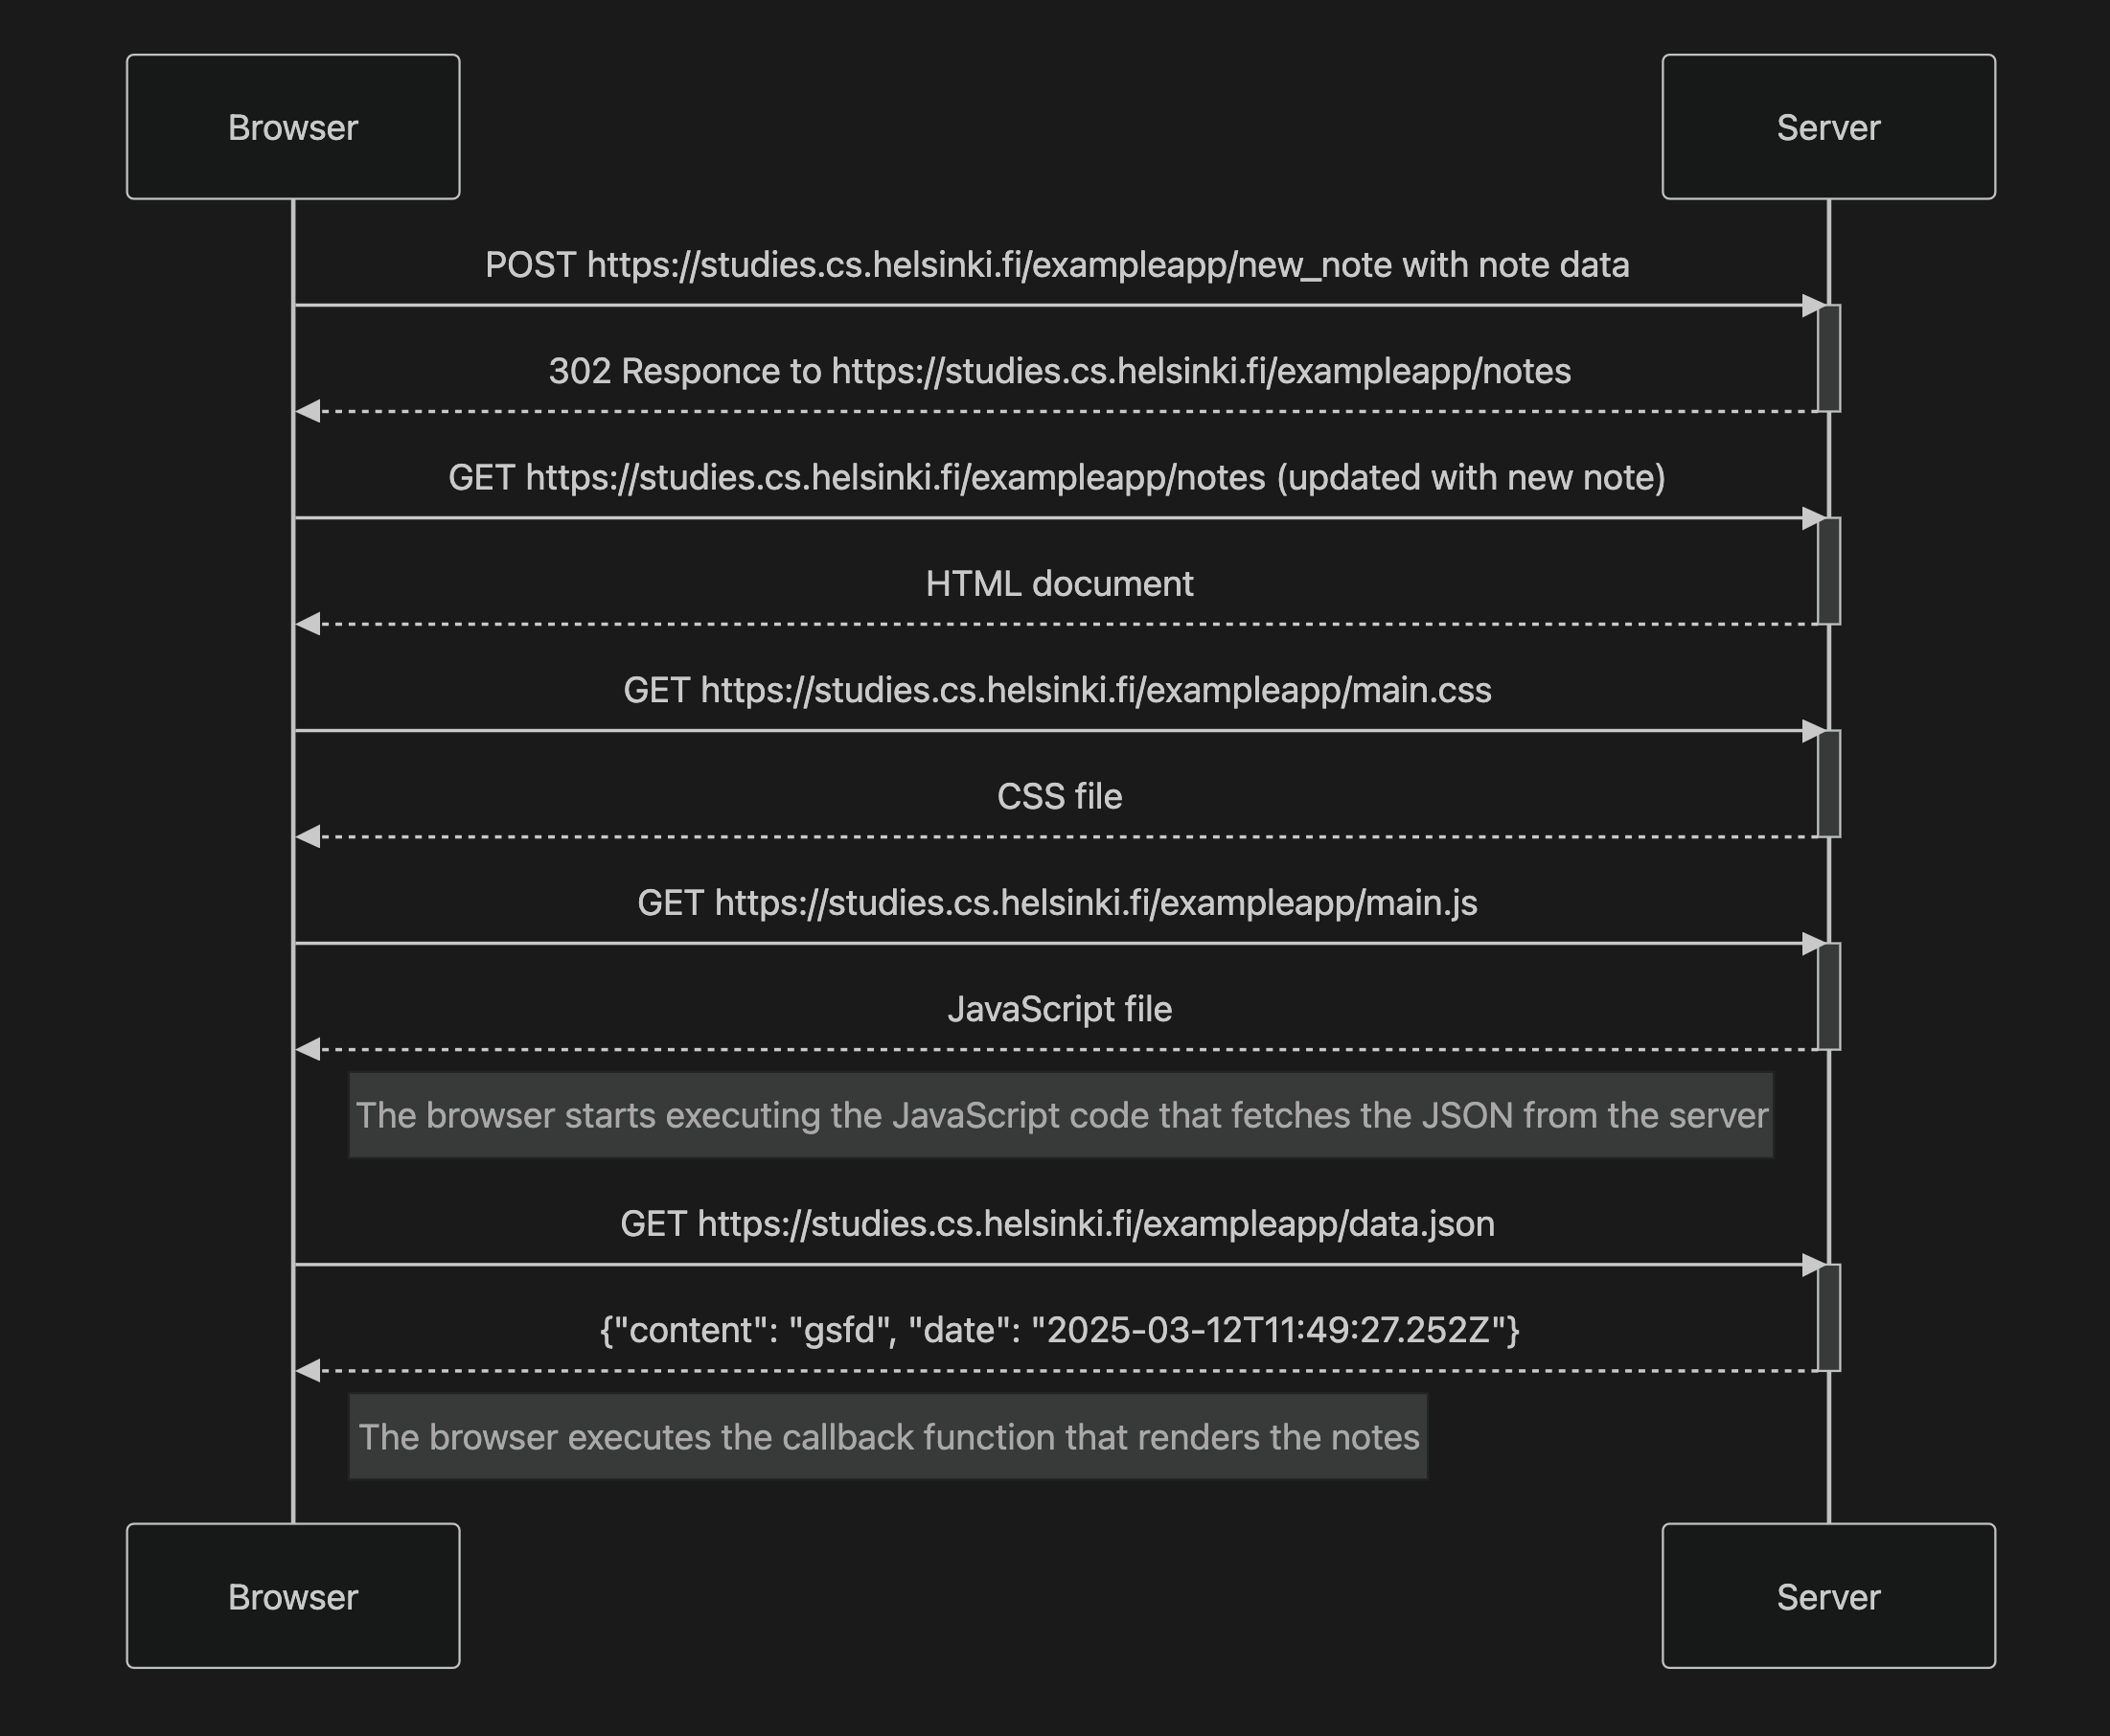 Browser
Server
POST https://studies.cs.helsinki.fi/exampleapp/new_note with note data
302 Responce to https://studies.cs.helsinki.fi/exampleapp/notes
GET https://studies.cs.helsinki.fi/exampleapp/notes (updated with new note)
HTML document
GET https://studies.cs.helsinki.fi/exampleapp/main.css
CSS file
GET https://studies.cs.helsinki.fi/exampleapp/main.js
JavaScript file
The browser starts executing the JavaScript code that fetches the JSON from the server
GET https://studies.cs.helsinki.fi/exampleapp/data.json
{"content": "gsfd", "date": "2025-03-12T11:49:27.252Z"}
The browser executes the callback function that renders the notes
Browser
Server